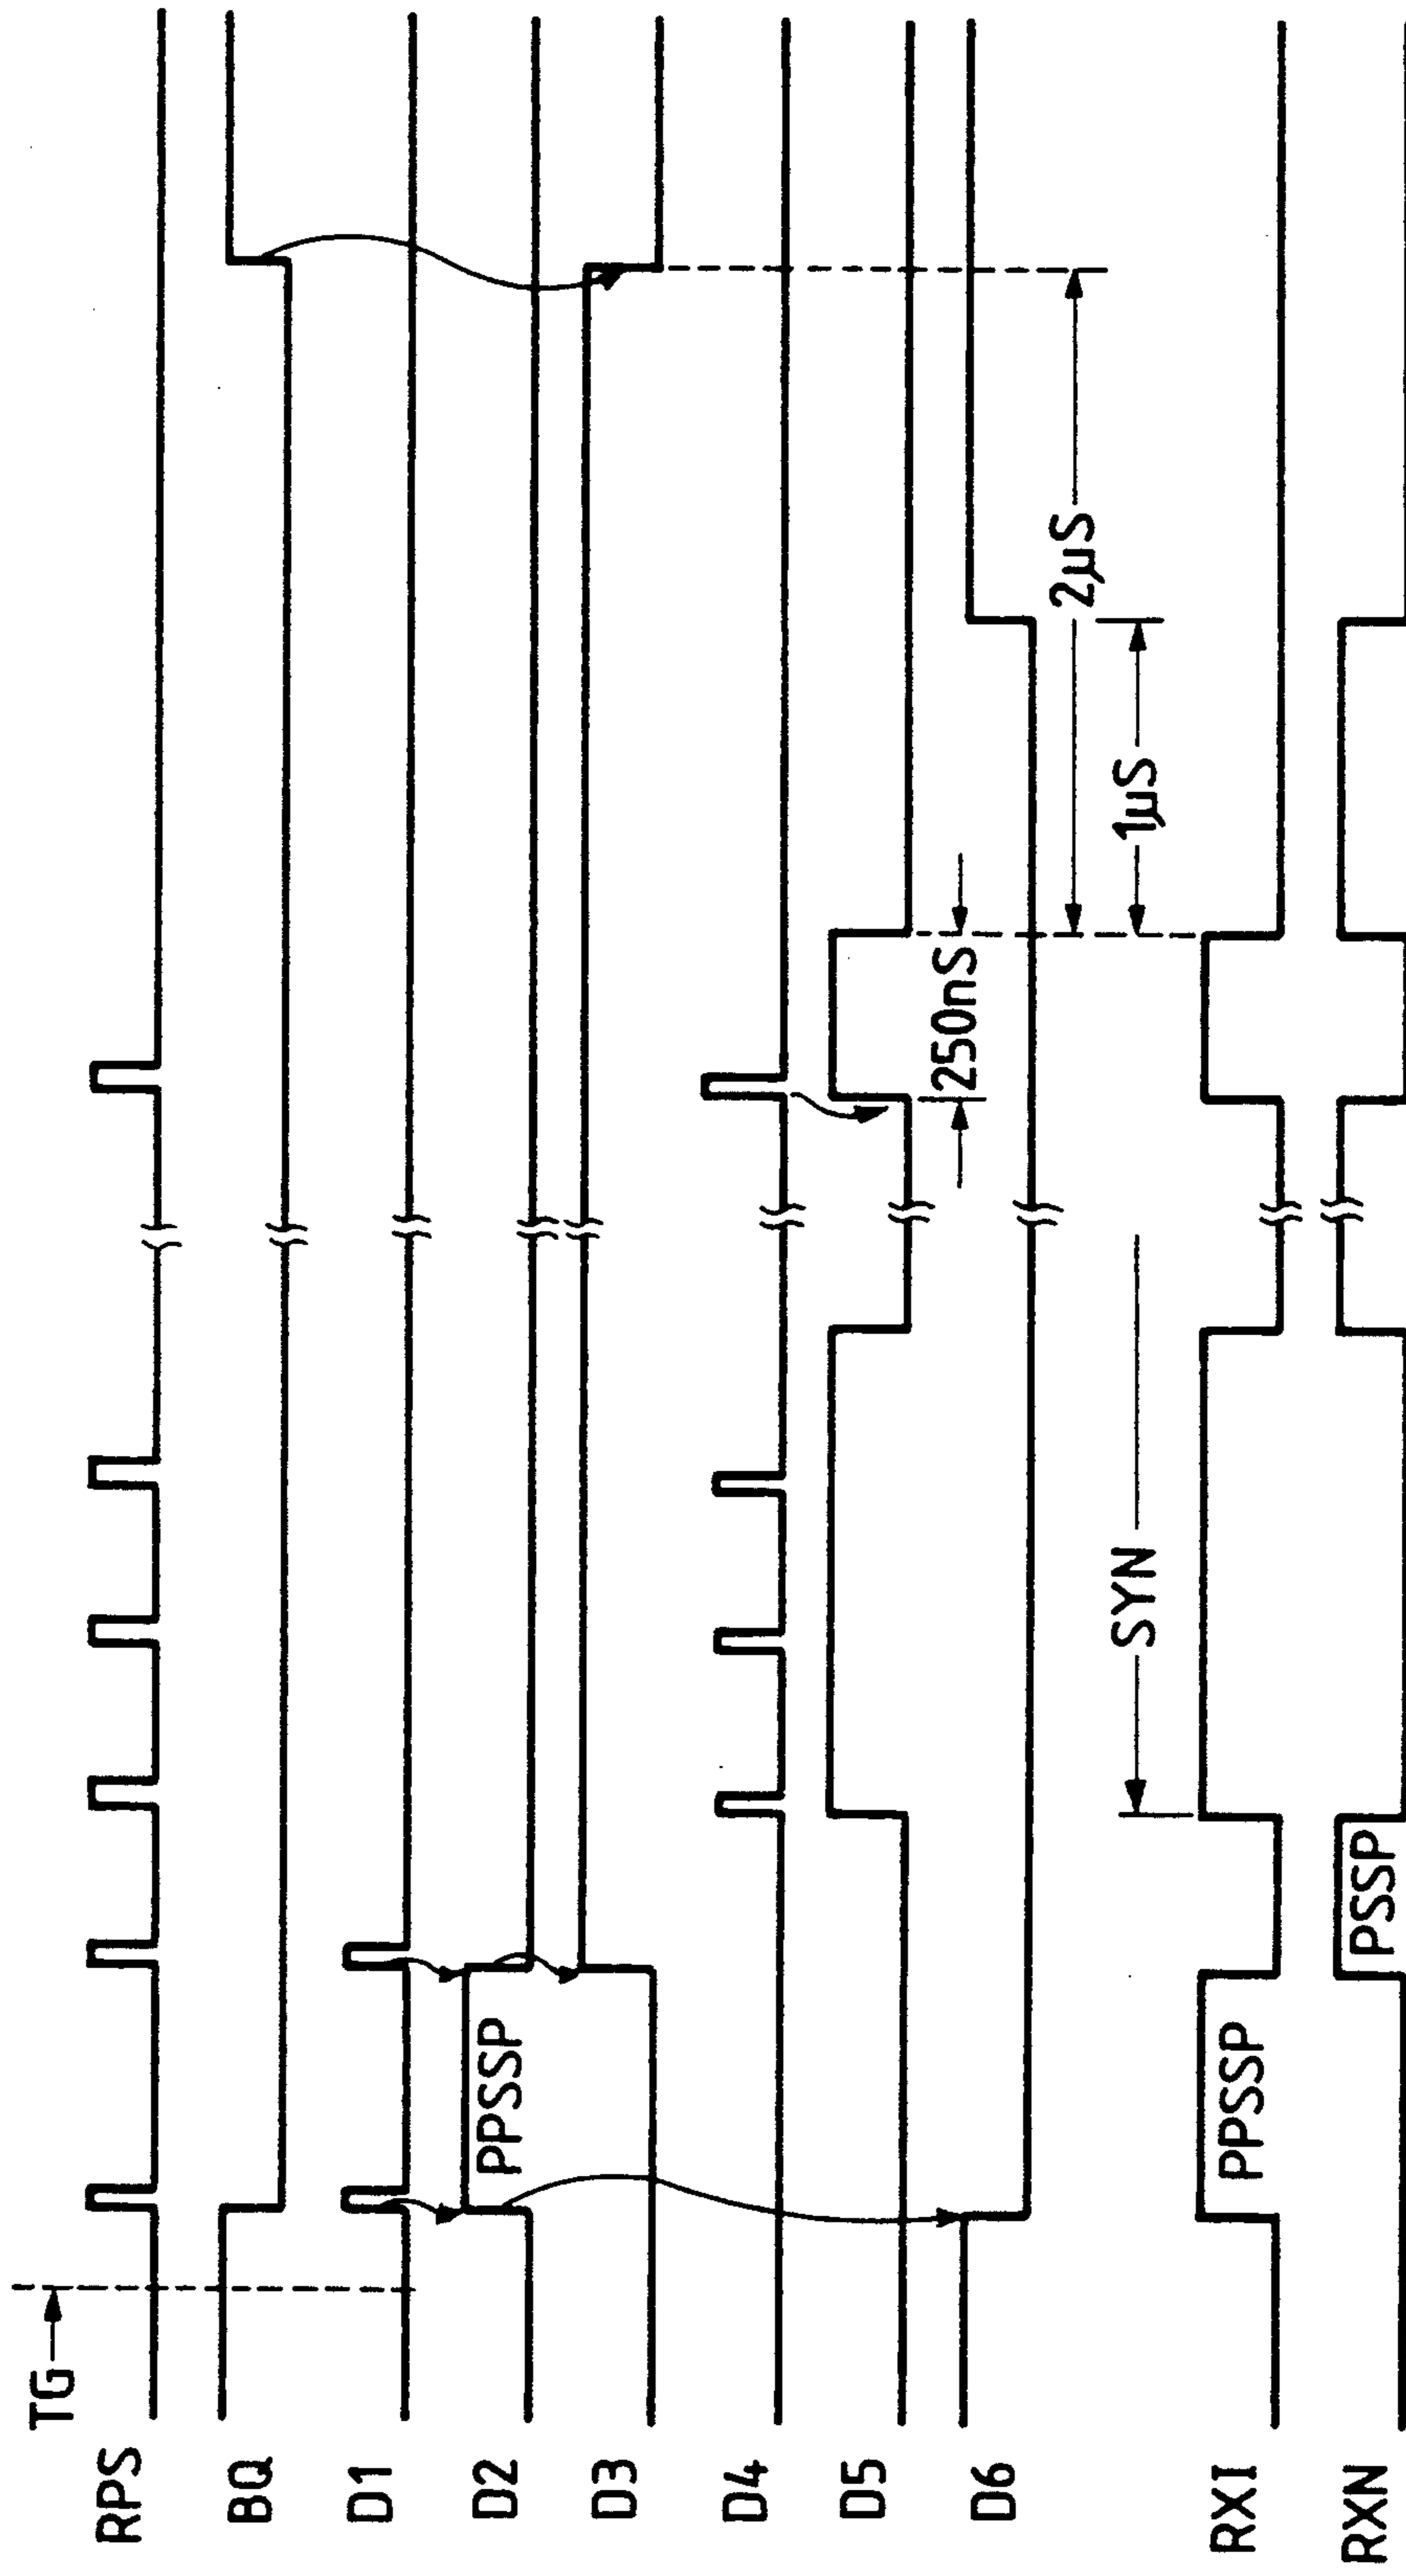 TG
RPS
BQ
D1
D2
PPSSP
D3
D4
D5
250nS
D6
2µS
1µS
SYN
RXI
PPSSP
RXN
PSSP